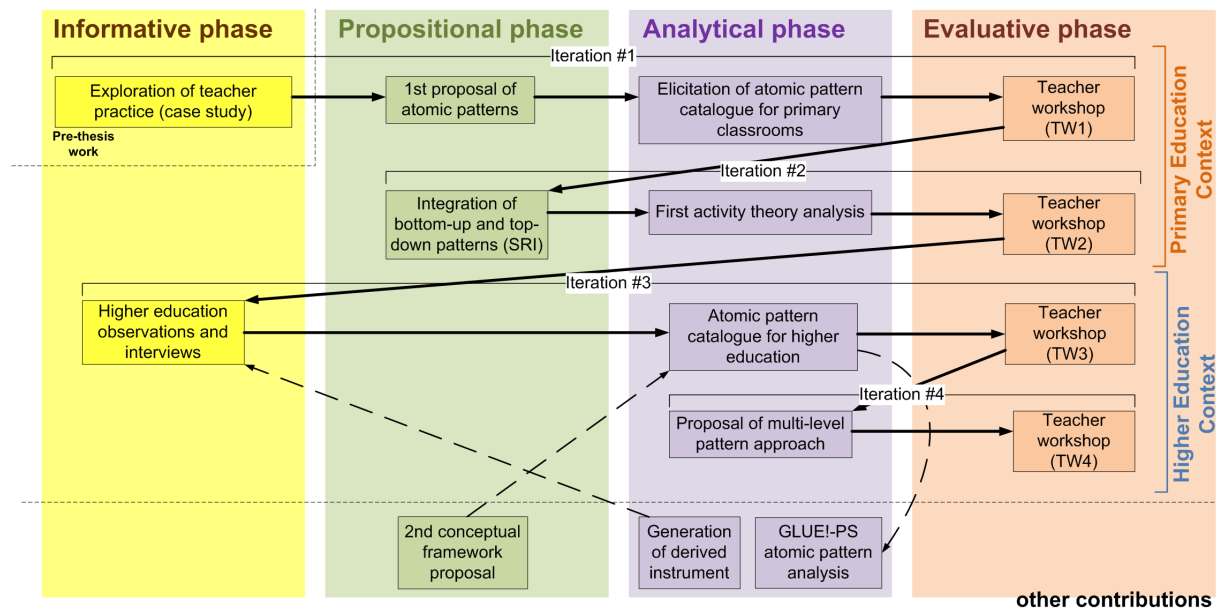 Informative phase
Propositional phase
Analytical phase
Evaluative phase
Iteration #1
Exploration of teacher
practice (case study)
1st proposal of
atomic patterns
Elicitation of atomic pattern
catalogue for primary
classrooms
Teacher
workshop
(TW1)
Pre-thesis
work
Iteration #2
Integration of
bottom-up and top-
down patterns (SRI)
First activity theory analysis
Teacher
workshop
(TW2)
Primary Education
Context
Iteration #3
Higher education
observations and
interviews
Atomic pattern
catalogue for higher
education
Teacher
workshop
(TW3)
Iteration #4
Proposal of multi-level
pattern approach
Teacher
workshop
(TW4)
Higher Education
Context
2nd conceptual
framework
proposal
Generation
of derived
instrument
GLUE!-PS
atomic pattern
analysis
other contributions